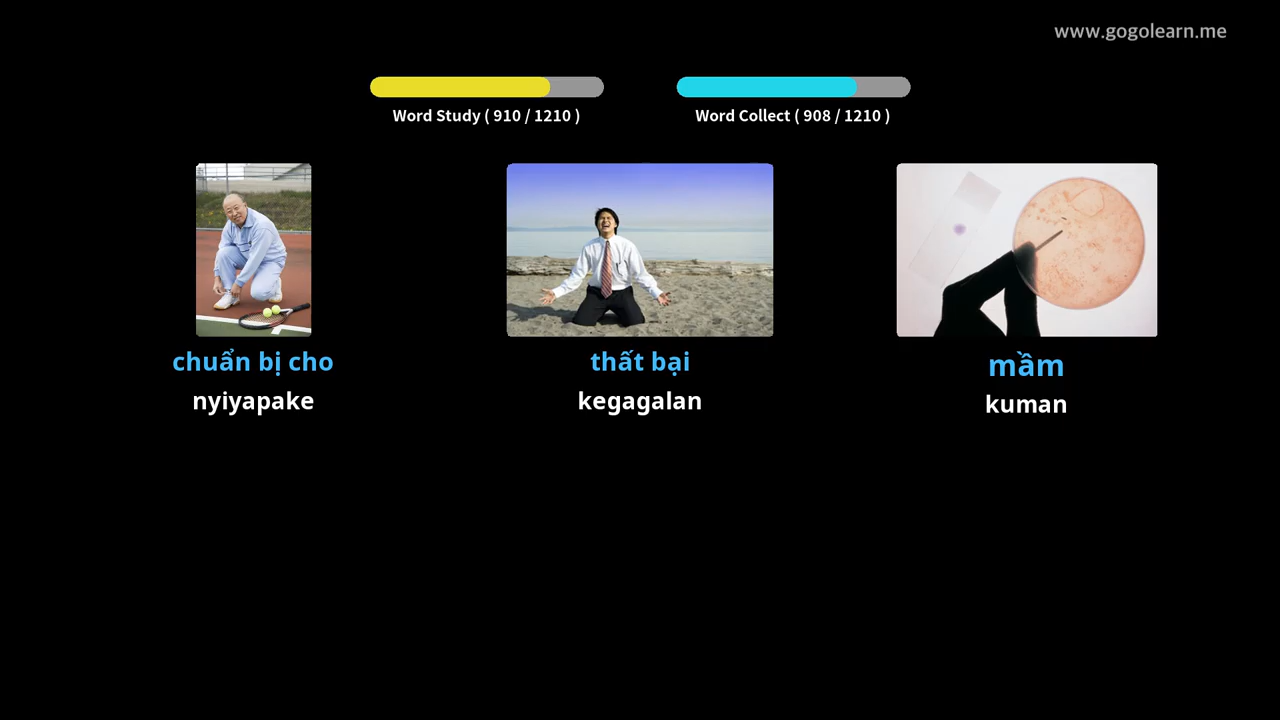 www.gogolearn.me
Word Study ( 910 / 1210 )
Word Collect ( 908 / 1210 )
chuẩn bị cho
nyiyapake
thất bại
kegagalan
mầm
kuman